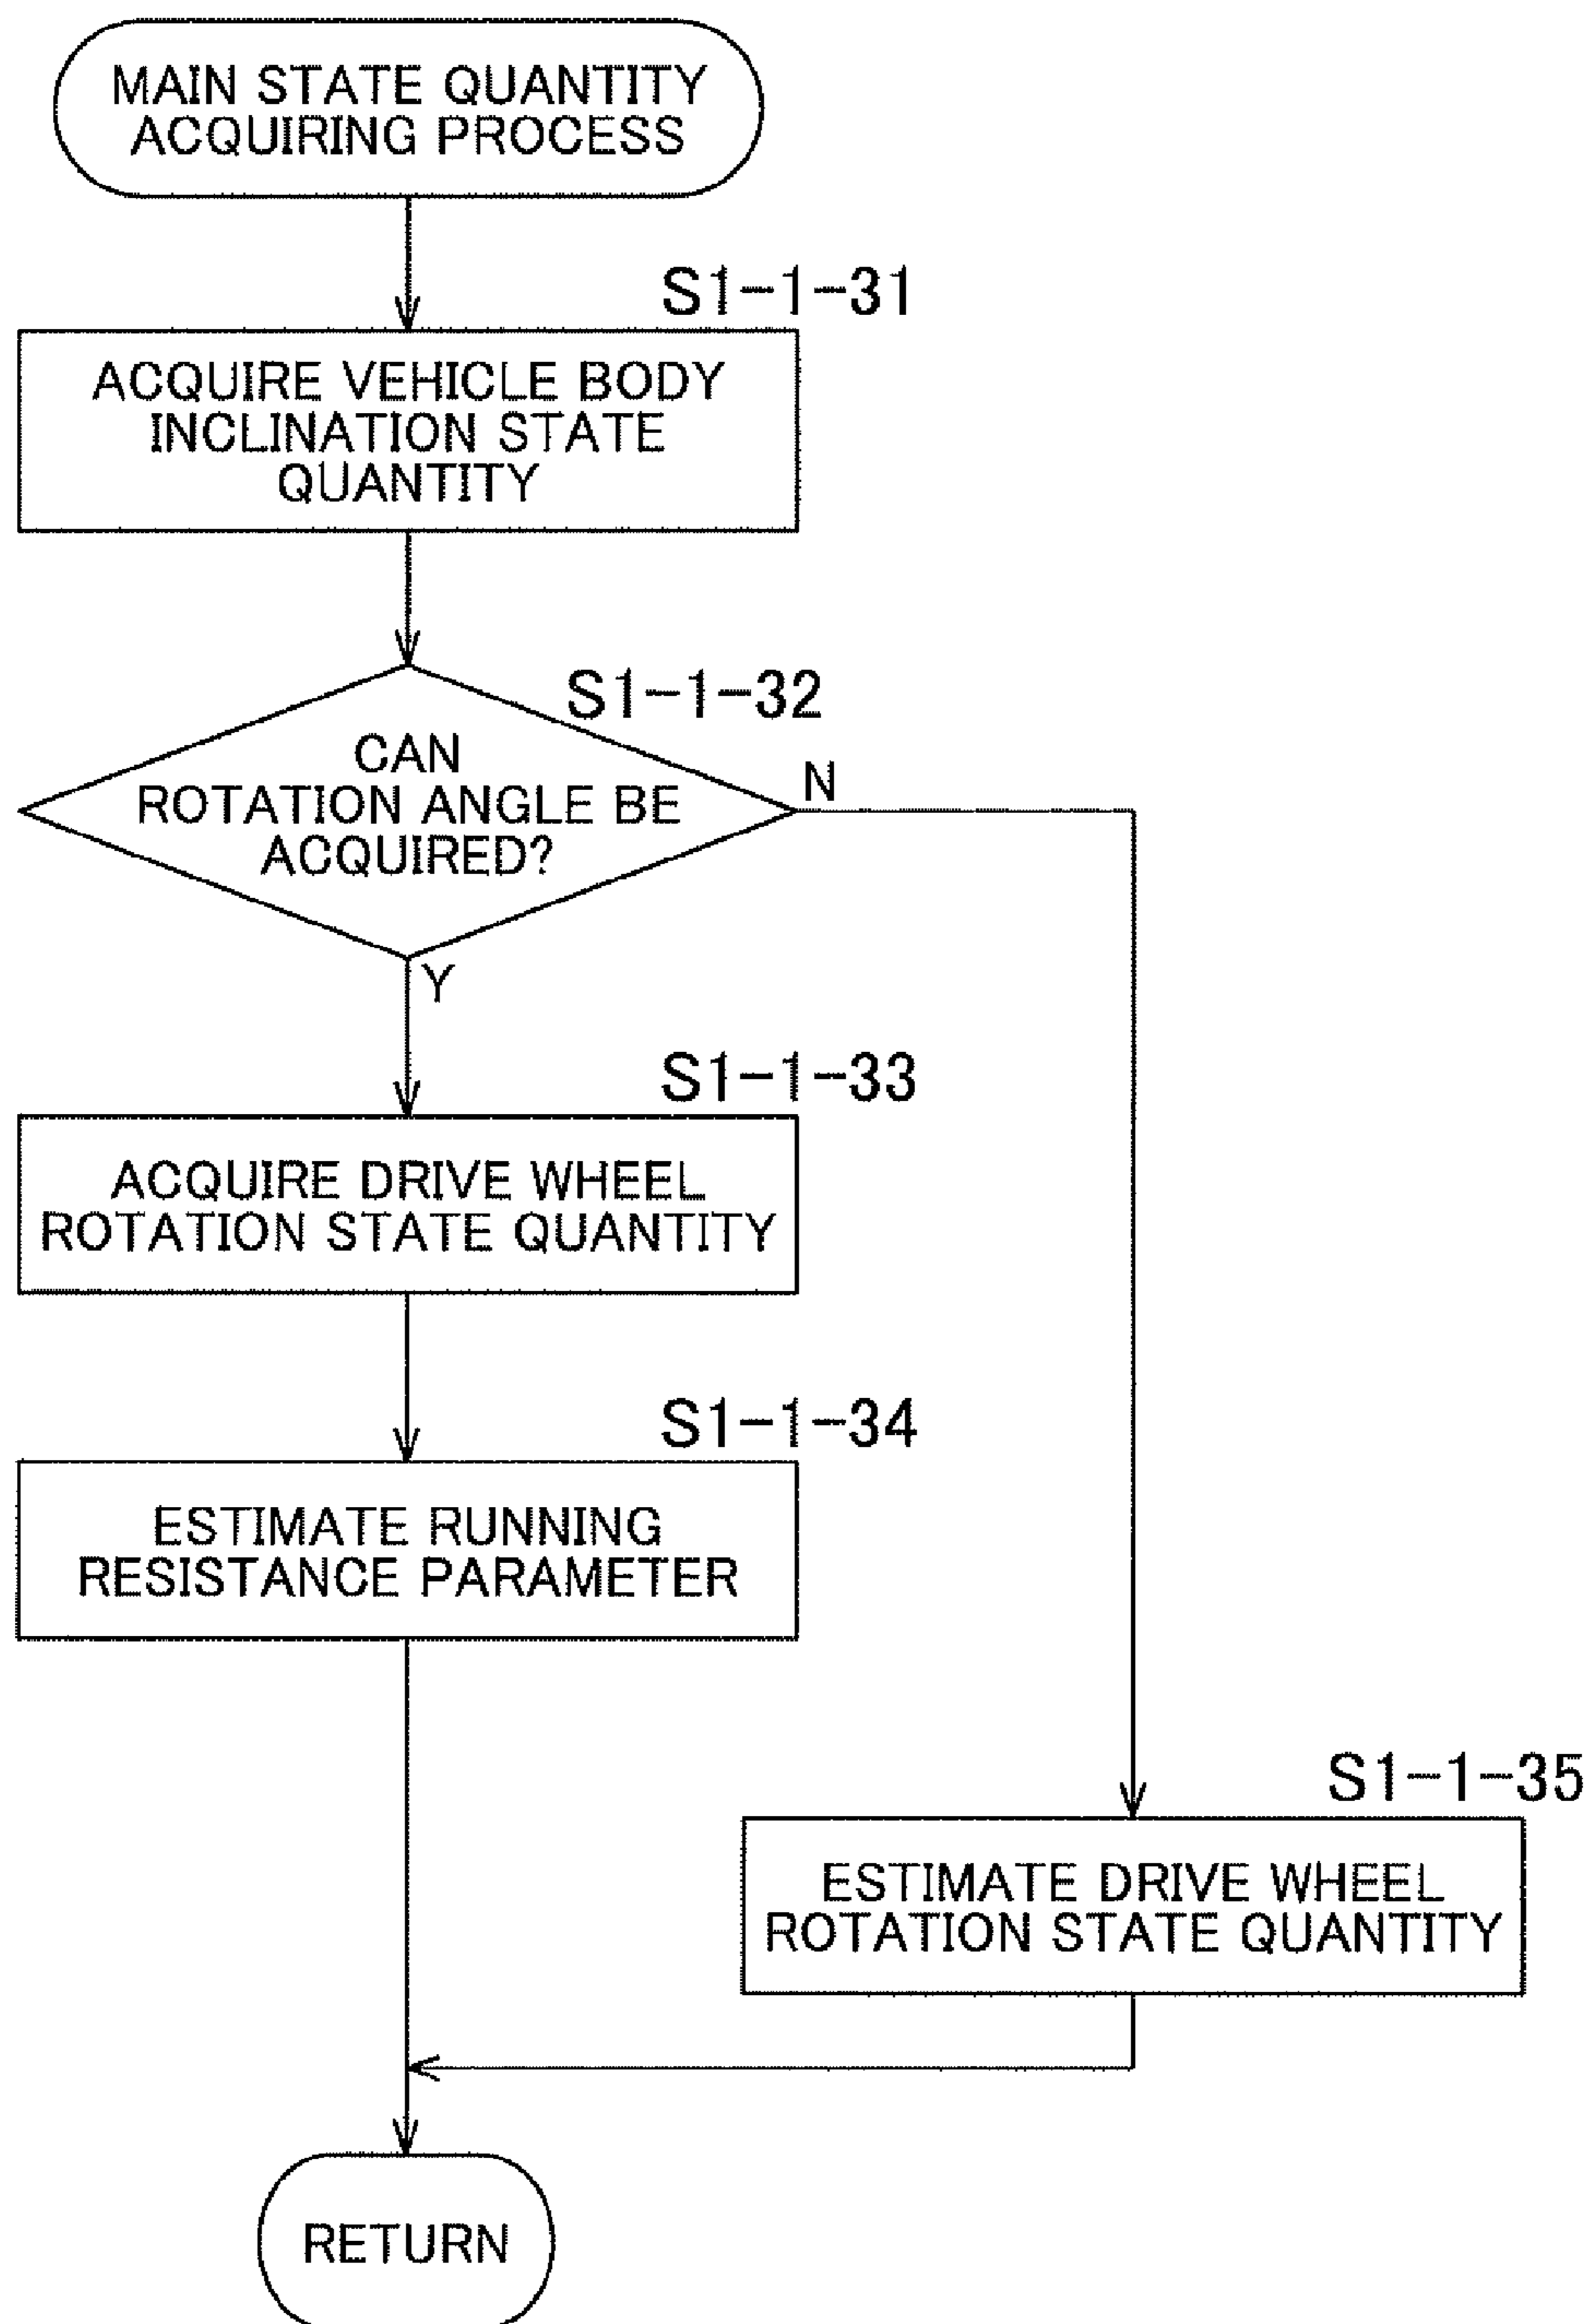 MAIN STATE QUANTITY
ACQUIRING PROCESS
S1-1-31
ACQUIRE VEHICLE BODY
INCLINATION STATE
QUANTITY
S1-1-32
CAN
ROTATION ANGLE BE
ACQUIRED?
N
Y
S1-1-33
ACQUIRE DRIVE WHEEL
ROTATION STATE QUANTITY
S1-1-34
ESTIMATE RUNNING
RESISTANCE PARAMETER
S1-1-35
ESTIMATE DRIVE WHEEL
ROTATION STATE QUANTITY
RETURN